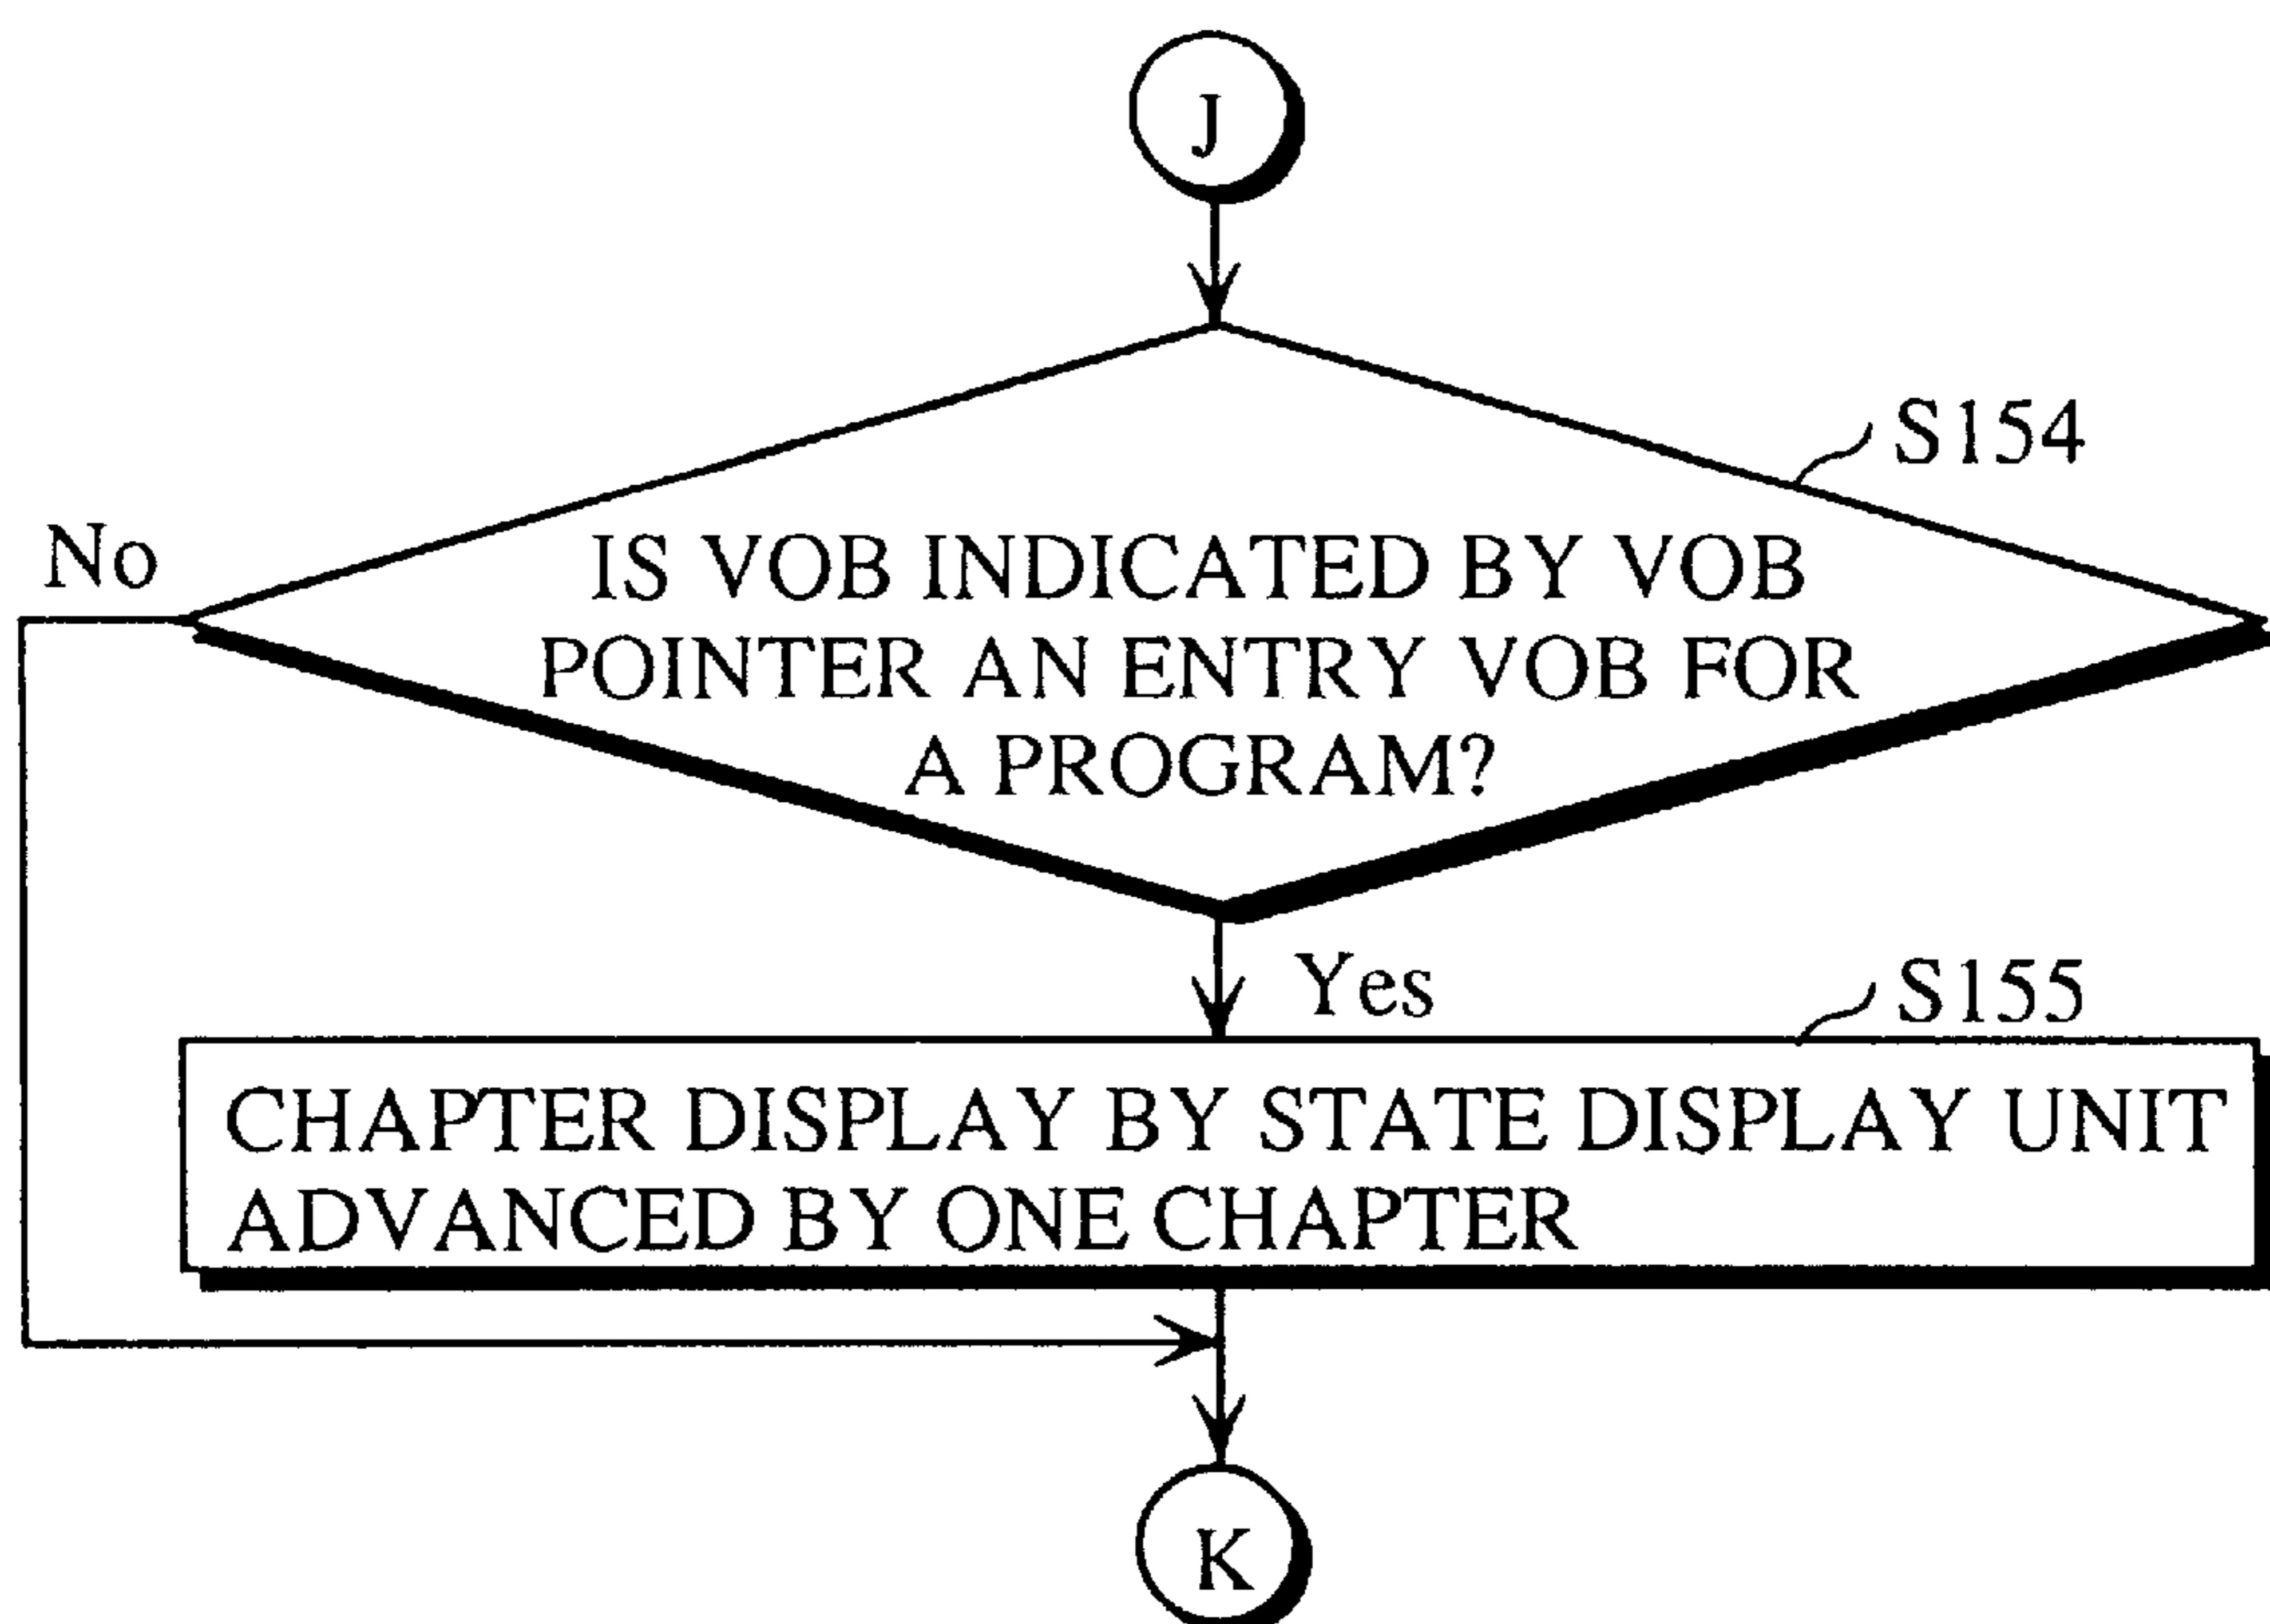 J
S154
No
IS VOB INDICATED BY VOB
POINTER AN ENTRY VOB FOR
A PROGRAM?
Yes
S155
CHAPTER DISPLAY BY STATE DISPLAY UNIT
ADVANCED BY ONE CHAPTER
K